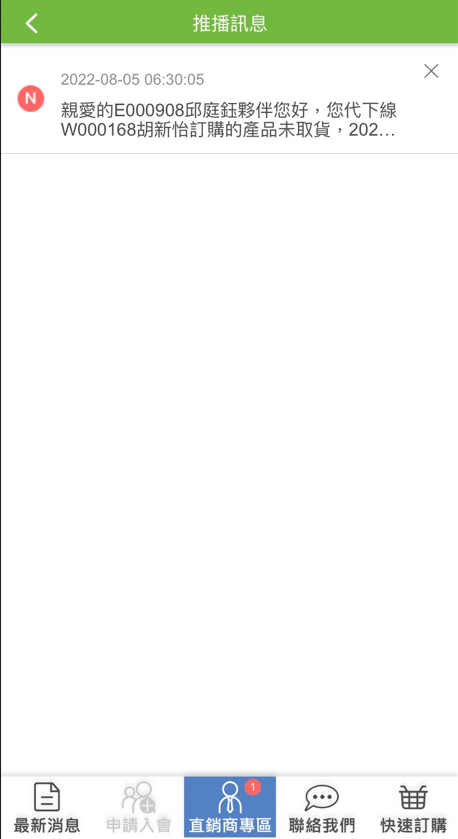 推播訊息
2022-08-05 06:30:05
N
親愛的E000908邱庭鈺夥伴您好，您代下線
W000168胡新怡訂購的產品未取貨，202...
1
最新消息 申請入會 直銷商專區 聯絡我們 快速訂購